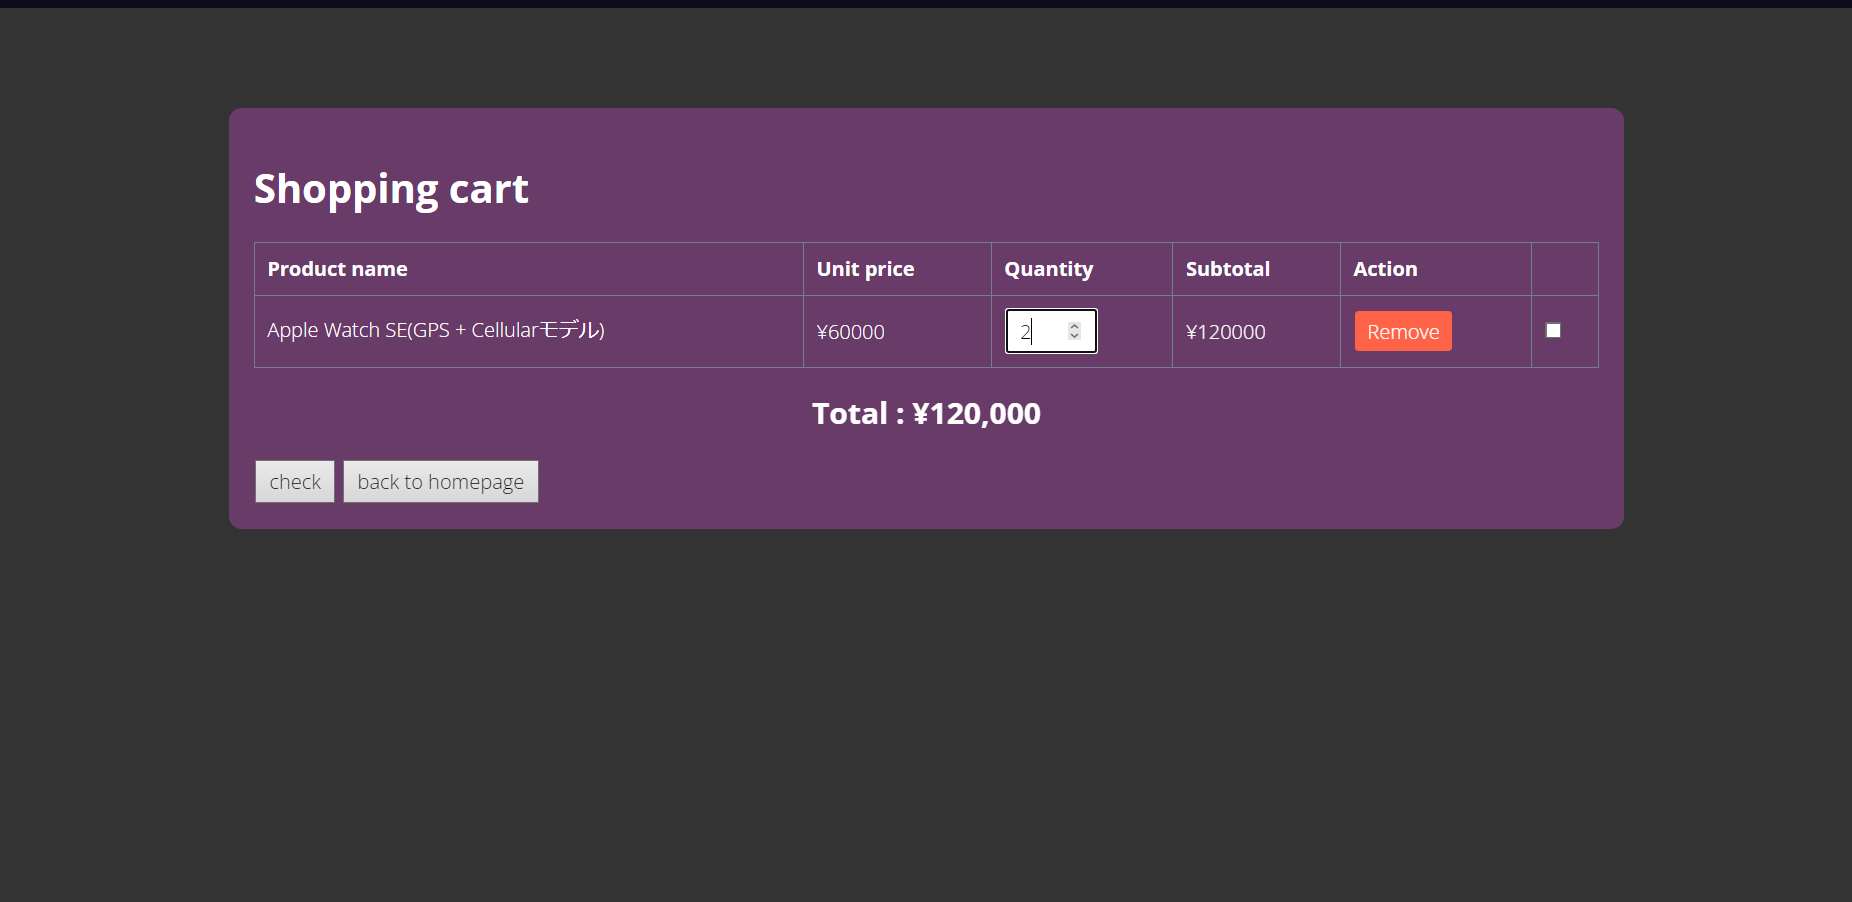 Shopping cart
Product name Unit price Quantity Subtotal Action
Apple Watch SE(GPS + Cellularモデル) ¥60000 2 ¥120000 Remove
Total : ¥120,000
check back to homepage